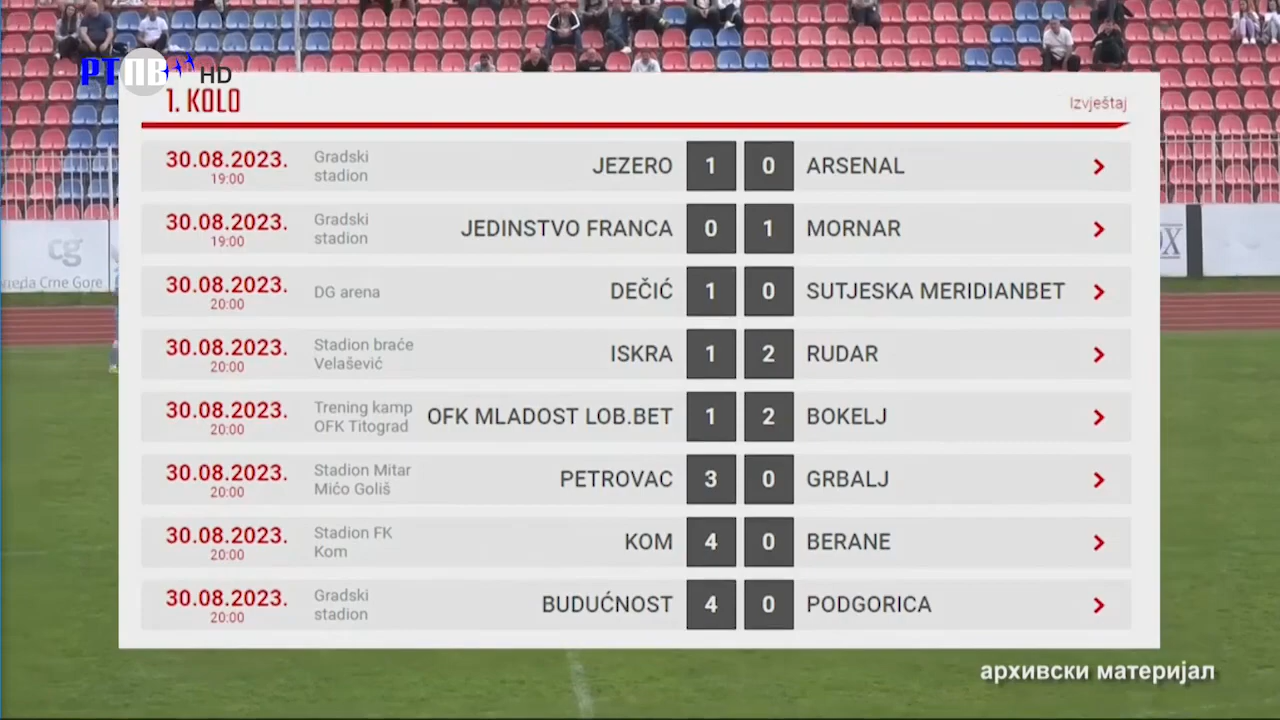 РТПВ HD
1. KOLO
Izvještaj
30.08.2023.
19:00
Gradski
stadion
JEZERO 1 0 ARSENAL
30.08.2023.
19:00
Gradski
stadion
JEDINSTVO FRANCA 0 1 MORNAR
30.08.2023.
20:00
DG arena
DEČIĆ 1 0 SUTJESKA MERIDIANBET
30.08.2023.
20:00
Stadion braće
Velašević
ISKRA 1 2 RUDAR
30.08.2023.
20:00
Trening kamp
OFK Titograd
OFK MLADOST LOB.BET 1 2 BOKELJ
30.08.2023.
20:00
Stadion Mitar
Mićo Goliš
PETROVAC 3 0 GRBALJ
30.08.2023.
20:00
Stadion FK
Kom
KOM 4 0 BERANE
30.08.2023.
20:00
Gradski
stadion
BUDUĆNOST 4 0 PODGORICA
cg
Crne Gore
архивски материјал